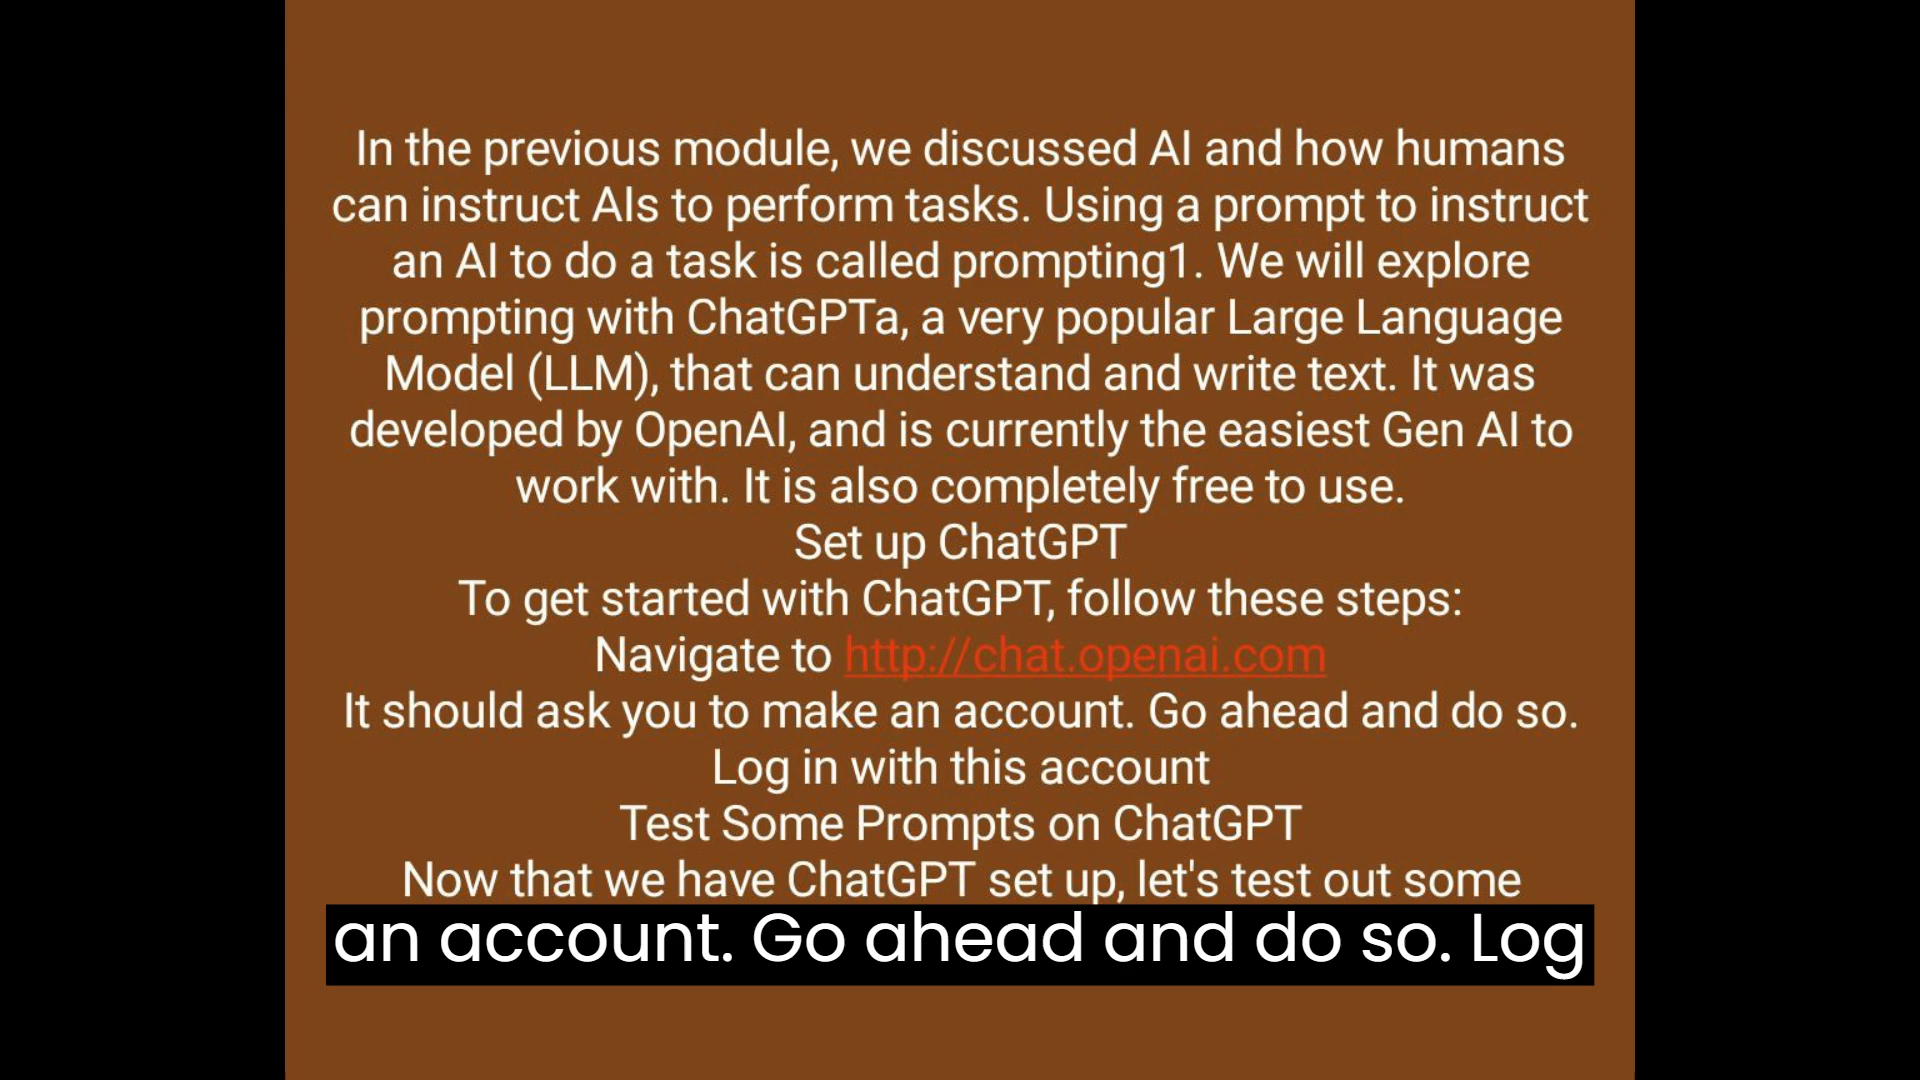 In the previous module, we discussed AI and how humans
can instruct AIs to perform tasks. Using a prompt to instruct
an AI to do a task is called prompting1. We will explore
prompting with ChatGPTa, a very popular Large Language
Model (LLM), that can understand and write text. It was
developed by OpenAI, and is currently the easiest Gen AI to
work with. It is also completely free to use.
Set up ChatGPT
To get started with ChatGPT, follow these steps:
Navigate to http://chat.openai.com
It should ask you to make an account. Go ahead and do so.
Log in with this account
Test Some Prompts on ChatGPT
Now that we have ChatGPT set up, let's test out some
an account. Go ahead and do so. Log